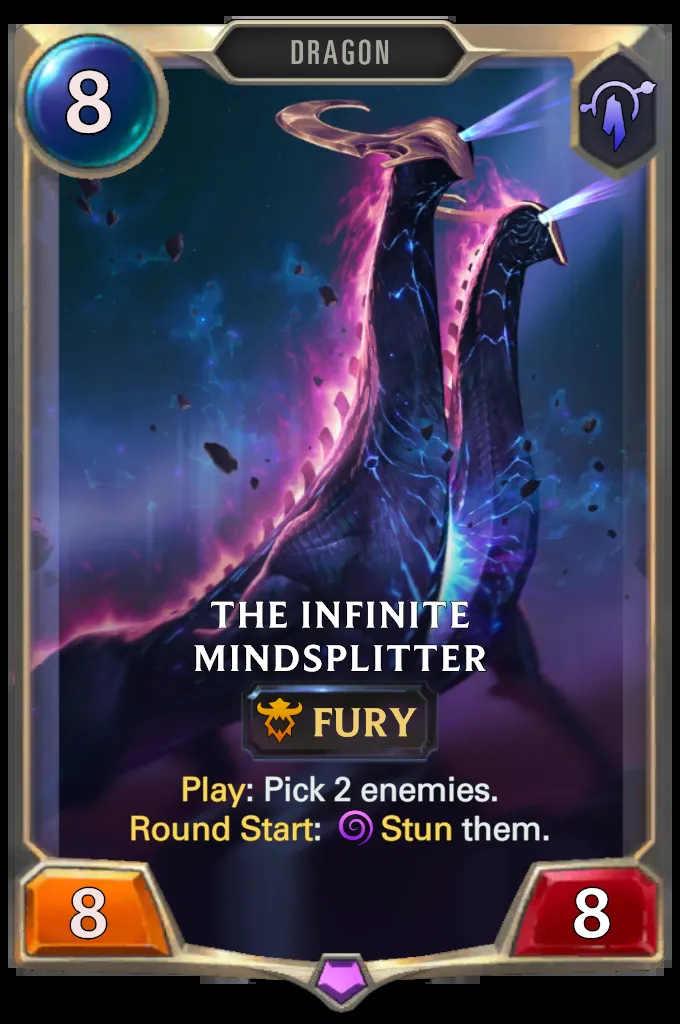 DRAGON
8
THE INFINITE
MINDSPLITTER
FURY
Play: Pick 2 enemies.
Round Start: Stun them.
8
8